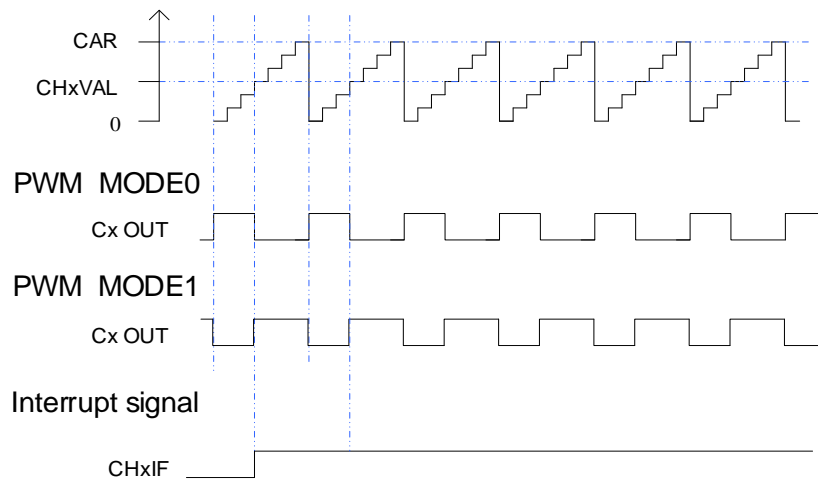 CAR
CHxVAL
0
PWM MODE0
Cx OUT
PWM MODE1
Cx OUT
Interrupt signal
CHxIF